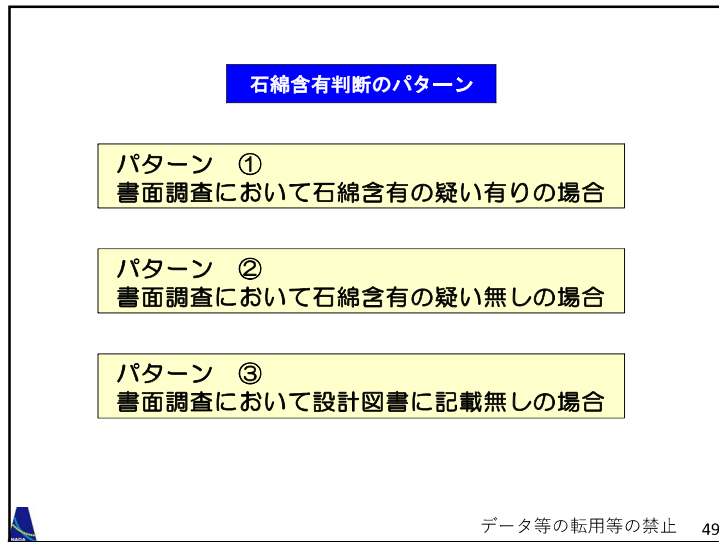 石綿含有判断のパターン
パターン　①
書面調査において石綿含有の疑い有りの場合
パターン　②
書面調査において石綿含有の疑い無しの場合
パターン　③
書面調査において設計図書に記載無しの場合
データ等の転用等の禁止
49